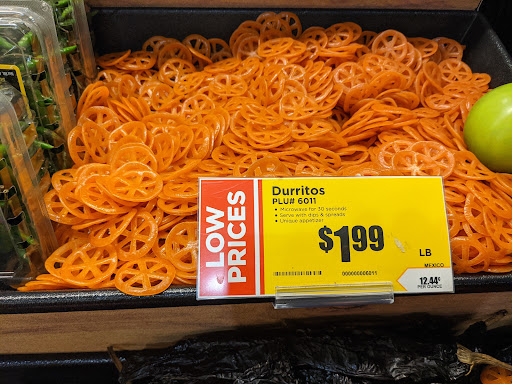 LOW
PRICES
Durritos
PLU# 6011
• Microwave for 30 seconds
• Serve with dips & spreads
• Unique appetizer
$1.99
LB
000000006011
MEXICO
12.44¢
PER OUNCE